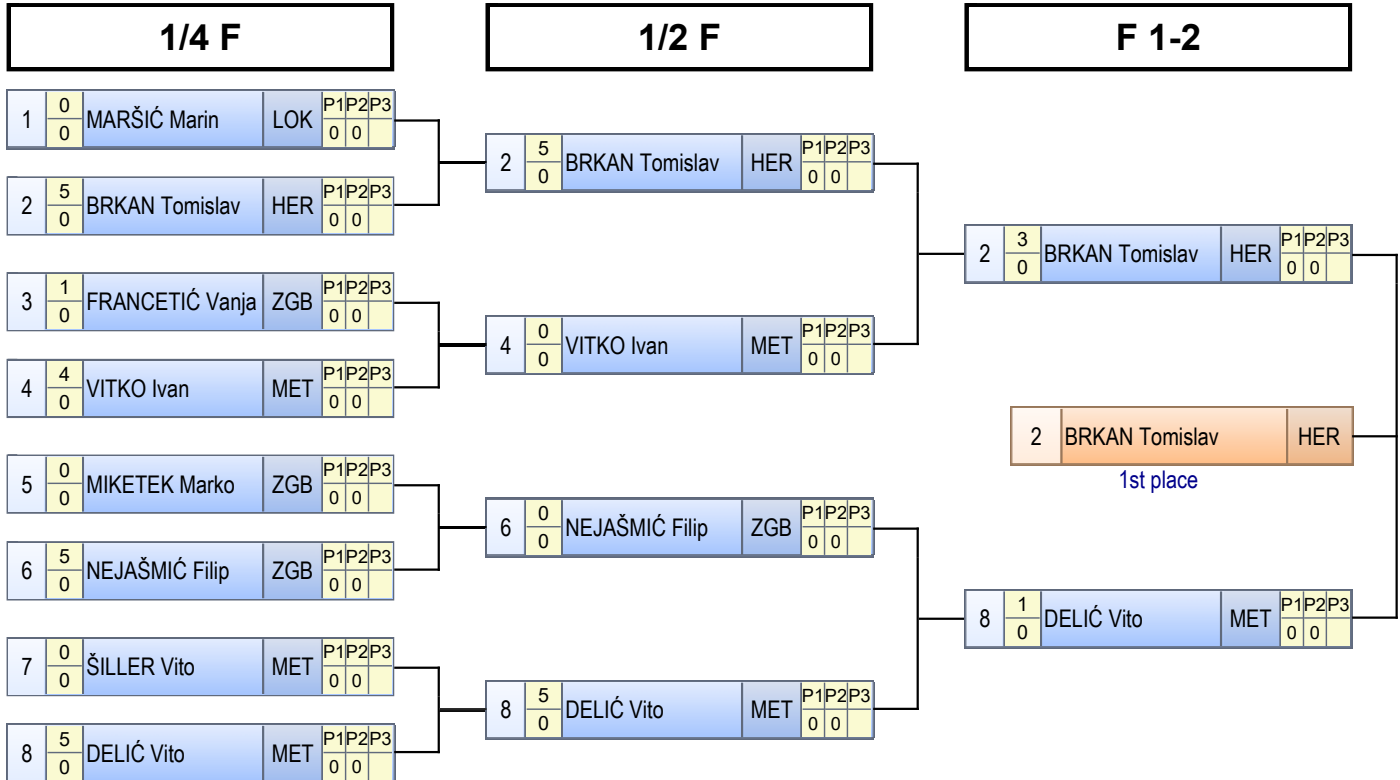 1/4 F
1/2 F
F 1-2
1 0 0 MARŠIĆ Marin LOK P1 P2 P3 0 0
2 5 0 BRKAN Tomislav HER P1 P2 P3 0 0
3 1 0 FRANCETIĆ Vanja ZGB P1 P2 P3 0 0
4 4 0 VITKO Ivan MET P1 P2 P3 0 0
5 0 0 MIKETEK Marko ZGB P1 P2 P3 0 0
6 5 0 NEJAŠMIĆ Filip ZGB P1 P2 P3 0 0
7 0 0 ŠILLER Vito MET P1 P2 P3 0 0
8 5 0 DELIĆ Vito MET P1 P2 P3 0 0
2 5 0 BRKAN Tomislav HER P1 P2 P3 0 0
4 0 0 VITKO Ivan MET P1 P2 P3 0 0
6 0 0 NEJAŠMIĆ Filip ZGB P1 P2 P3 0 0
8 5 0 DELIĆ Vito MET P1 P2 P3 0 0
2 3 0 BRKAN Tomislav HER P1 P2 P3 0 0
2 BRKAN Tomislav HER
1st place
8 1 0 DELIĆ Vito MET P1 P2 P3 0 0